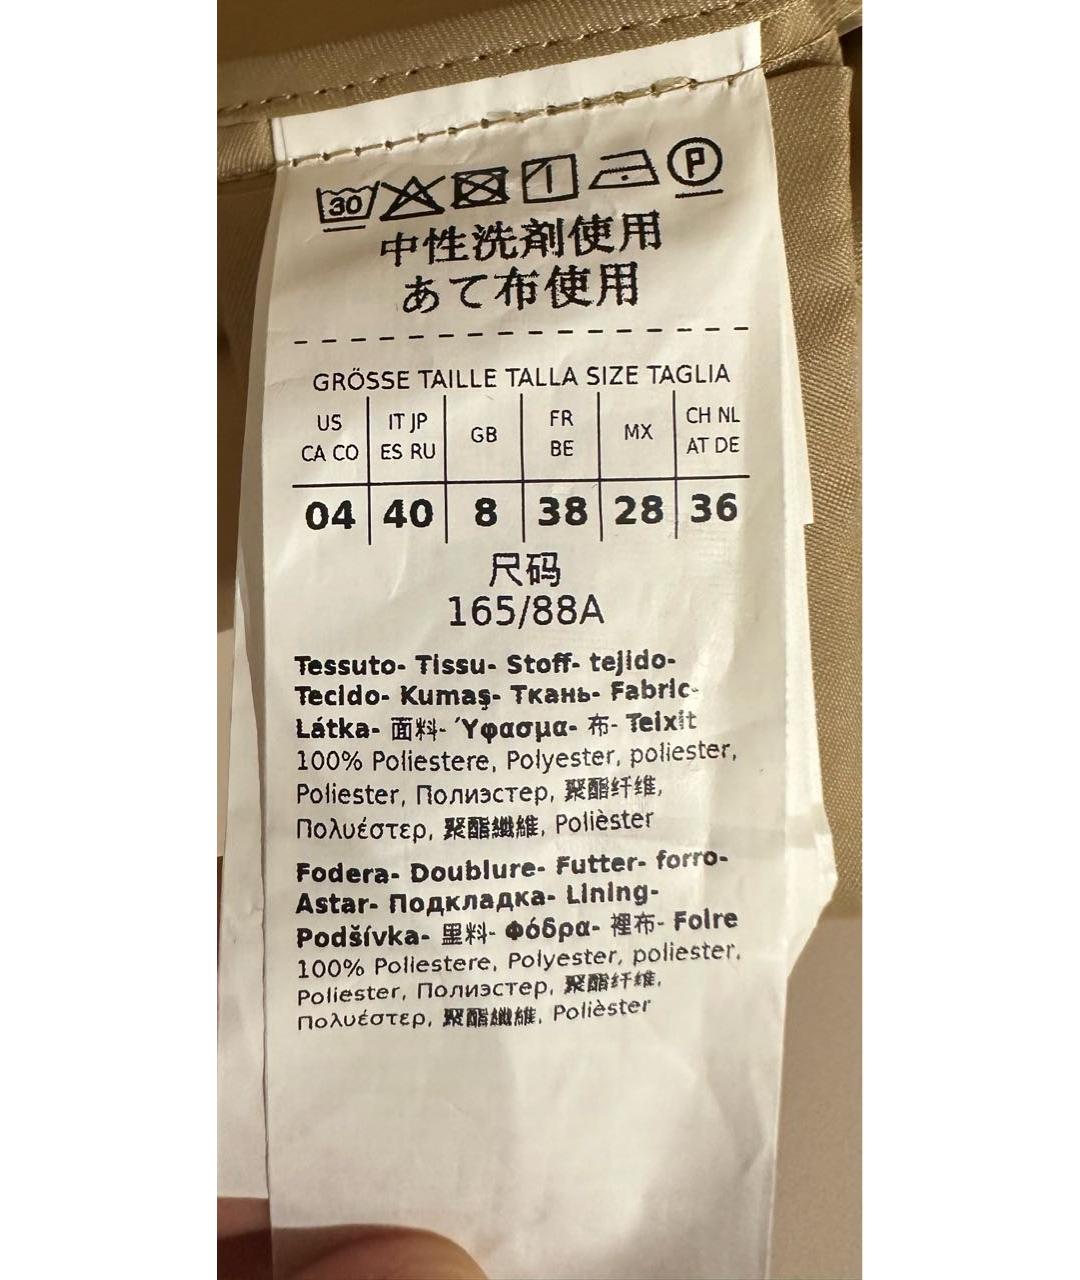 30 P
中性洗剤使用
あて布使用
GRÖSSE TAILLE TALLA SIZE TAGLIA
US CA CO IT JP ES RU GB FR BE MX CH NL AT DE
04 40 8 38 28 36
尺码
165/88A
Tessuto- Tissu- Stoff- tejido-
Tecido- Kumaş- Ткань- Fabric-
Látka- 面料- Ύφασμα- 布- Teixit
100% Poliestere, Polyester, poliester,
Poliester, Полиэстер, 聚酯纤维,
Πολυέστερ, 聚酯纖維, Polièster
Fodera- Doublure- Futter- forro-
Astar- Подкладка- Lining-
Podšívka- 里料- Φόδρα- 裡布- Folre
100% Poliestere, Polyester, poliester,
Poliester, Полиэстер, 聚酯纤维,
Πολυέστερ, 聚酯纖維, Polièster